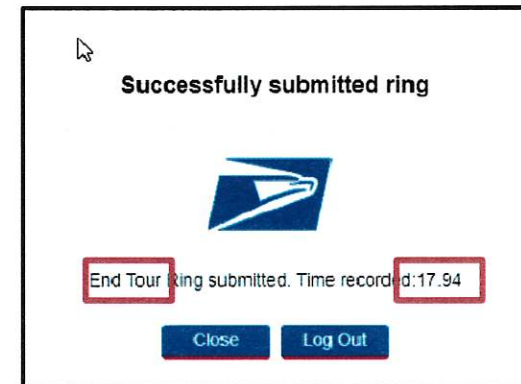 Successfully submitted ring
End Tour Ring submitted. Time recorded:17.94
Close Log Out